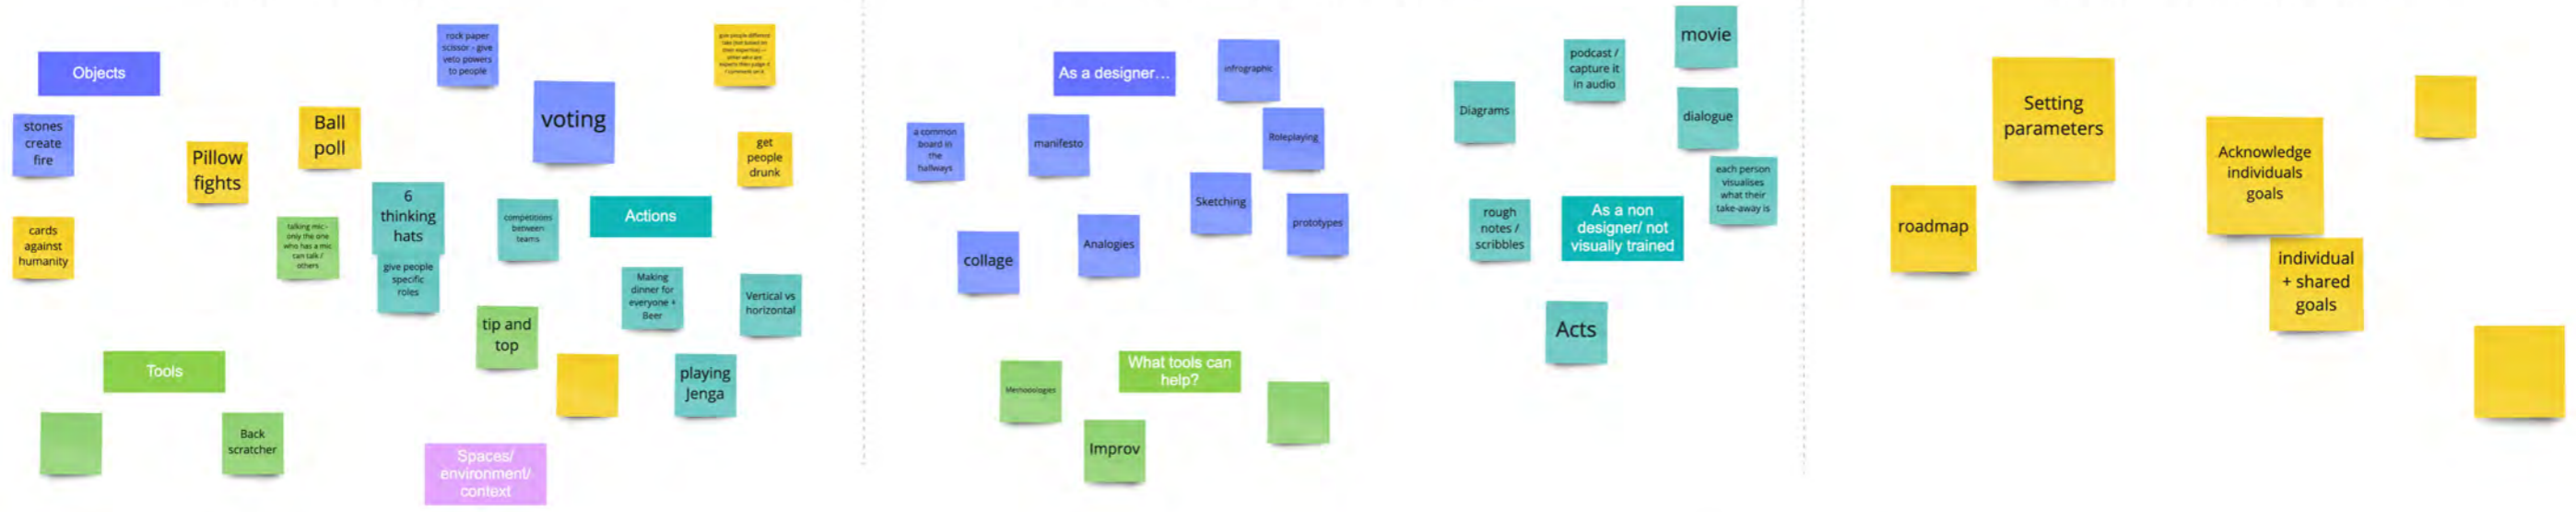 Objects
stones
create
fire
cards
against
humanity
Pillow
fights
Ball
poll
talking mic -
only the one
who has a mic
can talk /
others
6
thinking
hats
give people
specific
roles
rock paper
scissor - give
veto powers
to people
voting
competitions
between
teams
Actions
get
people
drunk
Making
dinner for
everyone +
Beer
Vertical vs
horizontal
tip and
top
playing
Jenga
Tools
Back
scratcher
Spaces/
environment/
context
As a designer...
infrographic
a common
board in
the
hallways
manifesto
Roleplaying
Sketching
prototypes
Analogies
collage
What tools can
help?
Improv
movie
podcast /
capture it
in audio
Diagrams
dialogue
each person
visualises
what their
take-away is
rough
notes /
scribbles
As a non
designer/ not
visually trained
Acts
Setting
parameters
roadmap
Acknowledge
individuals
goals
individual
+ shared
goals